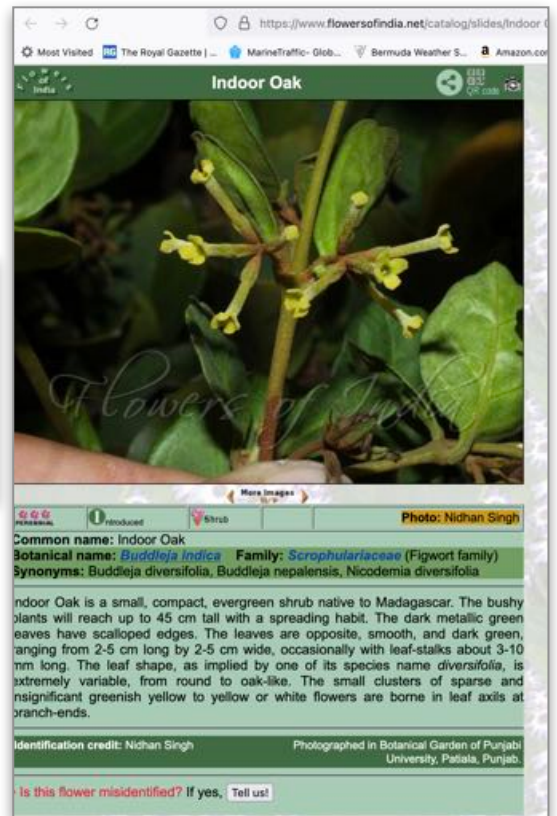 https://www.flowersofindia.net/catalog/slides/Indoor
Most Visited RG The Royal Gazette | ... MarineTraffic- Glob... Bermuda Weather S... a Amazon.co
Flowers of India
Indoor Oak
QR code
Flowers of India
More Images
PERENNIAL Introduced Shrub Photo: Nidhan Singh
Common name: Indoor Oak
Botanical name: Buddleja indica Family: Scrophulariaceae (Figwort family)
Synonyms: Buddleja diversifolia, Buddleja nepalensis, Nicodemia diversifolia
Indoor Oak is a small, compact, evergreen shrub native to Madagascar. The bushy
plants will reach up to 45 cm tall with a spreading habit. The dark metallic green
leaves have scalloped edges. The leaves are opposite, smooth, and dark green,
ranging from 2-5 cm long by 2-5 cm wide, occasionally with leaf-stalks about 3-10
mm long. The leaf shape, as implied by one of its species name diversifolia, is
extremely variable, from round to oak-like. The small clusters of sparse and
insignificant greenish yellow to yellow or white flowers are borne in leaf axils at
branch-ends.
Identification credit: Nidhan Singh
Photographed in Botanical Garden of Punjabi
University, Patiala, Punjab.
• Is this flower misidentified? If yes, Tell us!